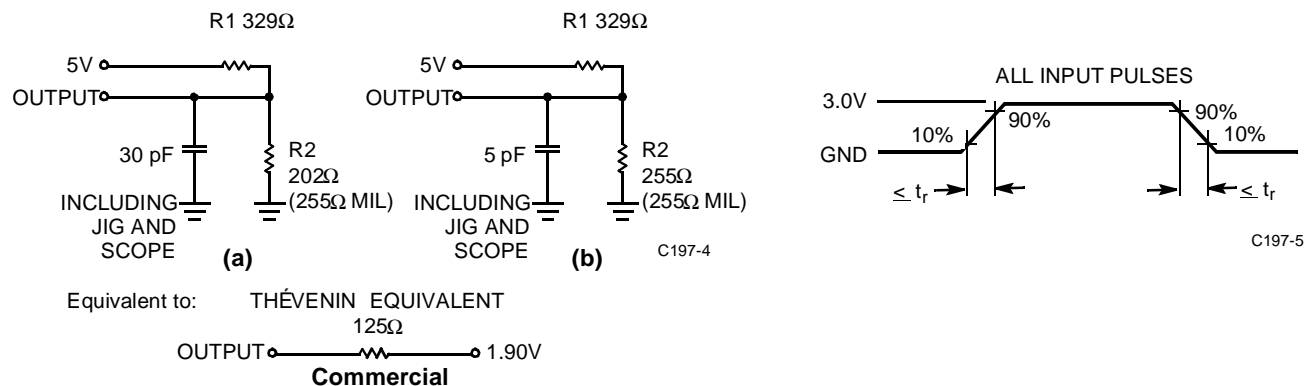 R1 329Ω
5V
OUTPUT
30 pF
R2
202Ω
(255Ω MIL)
INCLUDING
JIG AND
SCOPE
(a)
R1 329Ω
5V
OUTPUT
5 pF
R2
255Ω
(255Ω MIL)
INCLUDING
JIG AND
SCOPE
(b)
C197-4
ALL INPUT PULSES
3.0V
GND
10%
90%
90%
10%
≤ tr
≤ tr
C197-5
Equivalent to: THÉVENIN EQUIVALENT
125Ω
OUTPUT
1.90V
Commercial